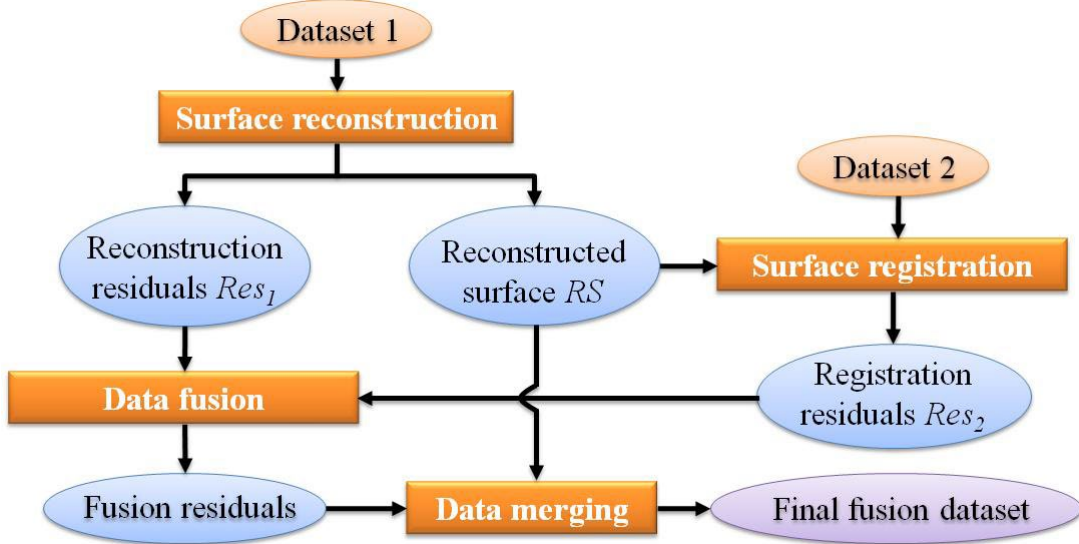 Dataset 1
Surface reconstruction
Dataset 2
Reconstruction
residuals Res₁
Reconstructed
surface RS
Surface registration
Registration
residuals Res₂
Data fusion
Fusion residuals
Data merging
Final fusion dataset